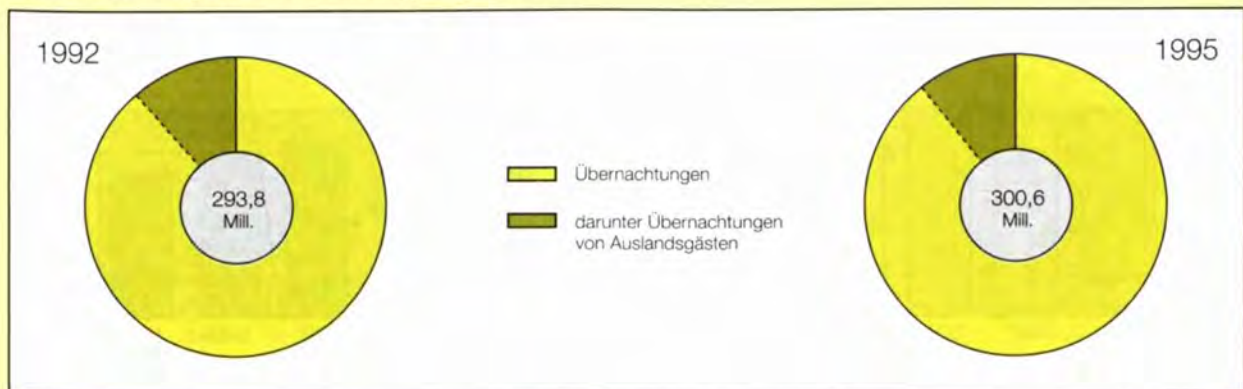 1992
293,8
Mill.
Übernachtungen
darunter Übernachtungen
von Auslandsgästen
1995
300,6
Mill.